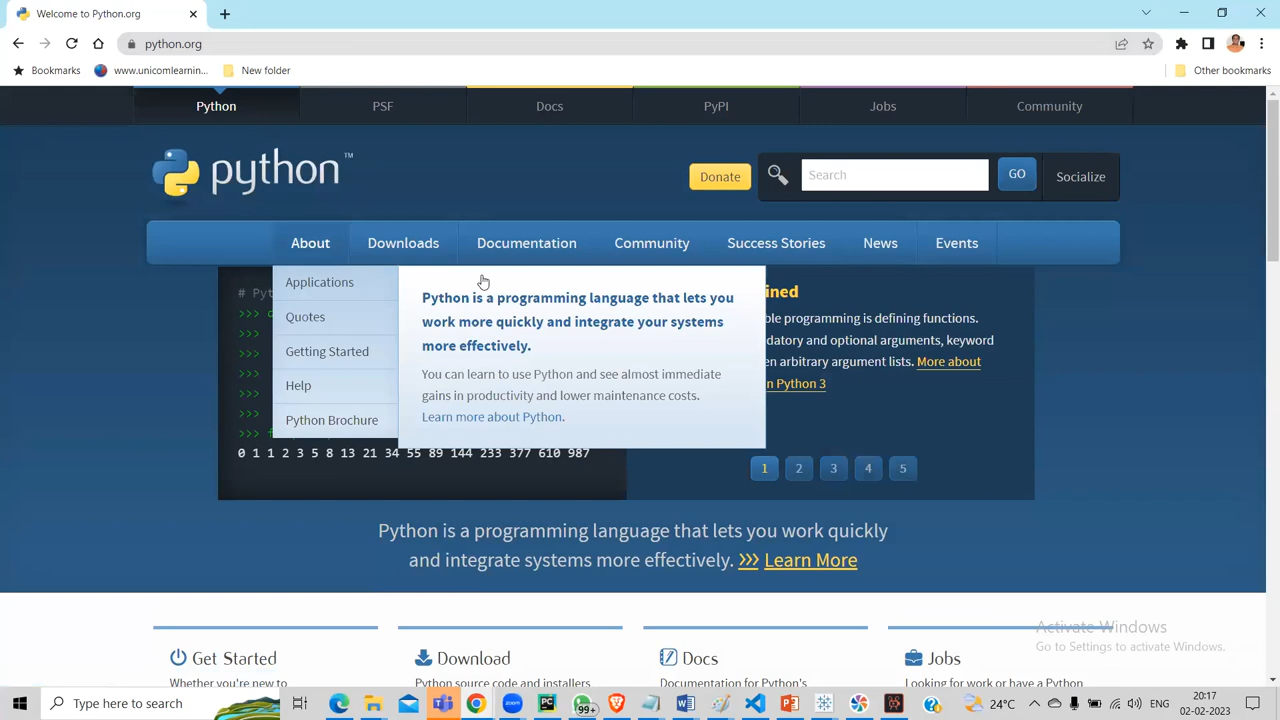 Welcome to Python.org
python.org
Bookmarks
www.unicomlearnin...
New folder
Other bookmarks
Python
PSF
Docs
PyPI
Jobs
Community
python™
Donate
Search
GO
Socialize
About
Downloads
Documentation
Community
Success Stories
News
Events
Applications
Quotes
Getting Started
Help
Python Brochure
Python is a programming language that lets you
work more quickly and integrate your systems
more effectively.
You can learn to use Python and see almost immediate
gains in productivity and lower maintenance costs.
Learn more about Python.
# Pyt
>>>
>>>
>>>
>>>
>>>
>>> f
0 1 1 2 3 5 8 13 21 34 55 89 144 233 377 610 987
ined
ble programming is defining functions.
datory and optional arguments, keyword
en arbitrary argument lists. More about
n Python 3
1 2 3 4 5
Python is a programming language that lets you work quickly
and integrate systems more effectively. >>> Learn More
Get Started
Whether you're new to
Download
Python source code and installers
Docs
Documentation for Python's
Jobs
Looking for work or have a Python
Activate Windows
Go to Settings to activate Windows.
Type here to search
PC
99+
24°C
ENG
20:17
02-02-2023